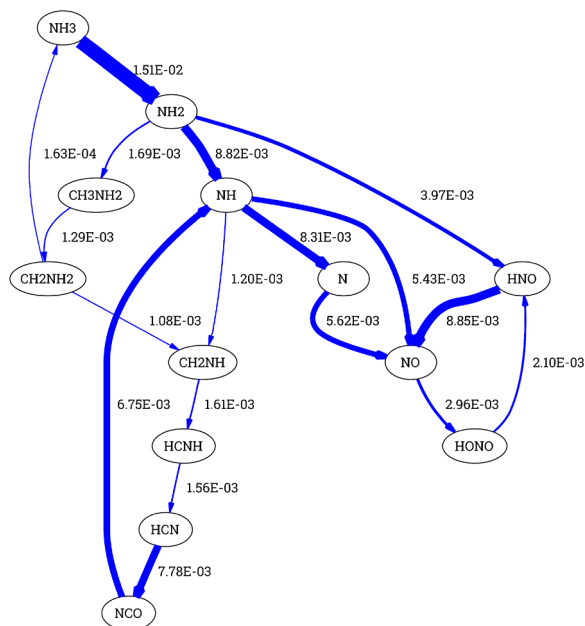 NH3
1.51E-02
NH2
1.63E-04
1.69E-03
8.82E-03
3.97E-03
CH3NH2
NH
1.29E-03
8.31E-03
CH2NH2
1.20E-03
N
5.43E-03
HNO
1.08E-03
5.62E-03
8.85E-03
CH2NH
NO
2.10E-03
6.75E-03
1.61E-03
2.96E-03
HCNH
HONO
1.56E-03
HCN
7.78E-03
NCO